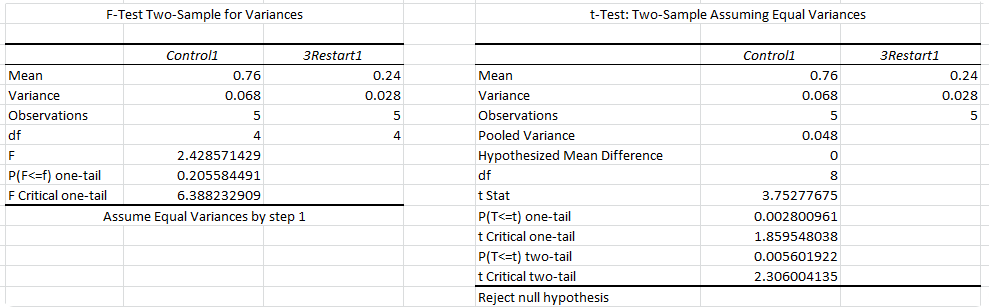 F-Test Two-Sample for Variances
Control1 3Restart1
Mean 0.76 0.24
Variance 0.068 0.028
Observations 5 5
df 4 4
F 2.428571429
P(F<=f) one-tail 0.205584491
F Critical one-tail 6.388232909
Assume Equal Variances by step 1
t-Test: Two-Sample Assuming Equal Variances
Control1 3Restart1
Mean 0.76 0.24
Variance 0.068 0.028
Observations 5 5
Pooled Variance 0.048
Hypothesized Mean Difference 0
df 8
t Stat 3.75277675
P(T<=t) one-tail 0.002800961
t Critical one-tail 1.859548038
P(T<=t) two-tail 0.005601922
t Critical two-tail 2.306004135
Reject null hypothesis